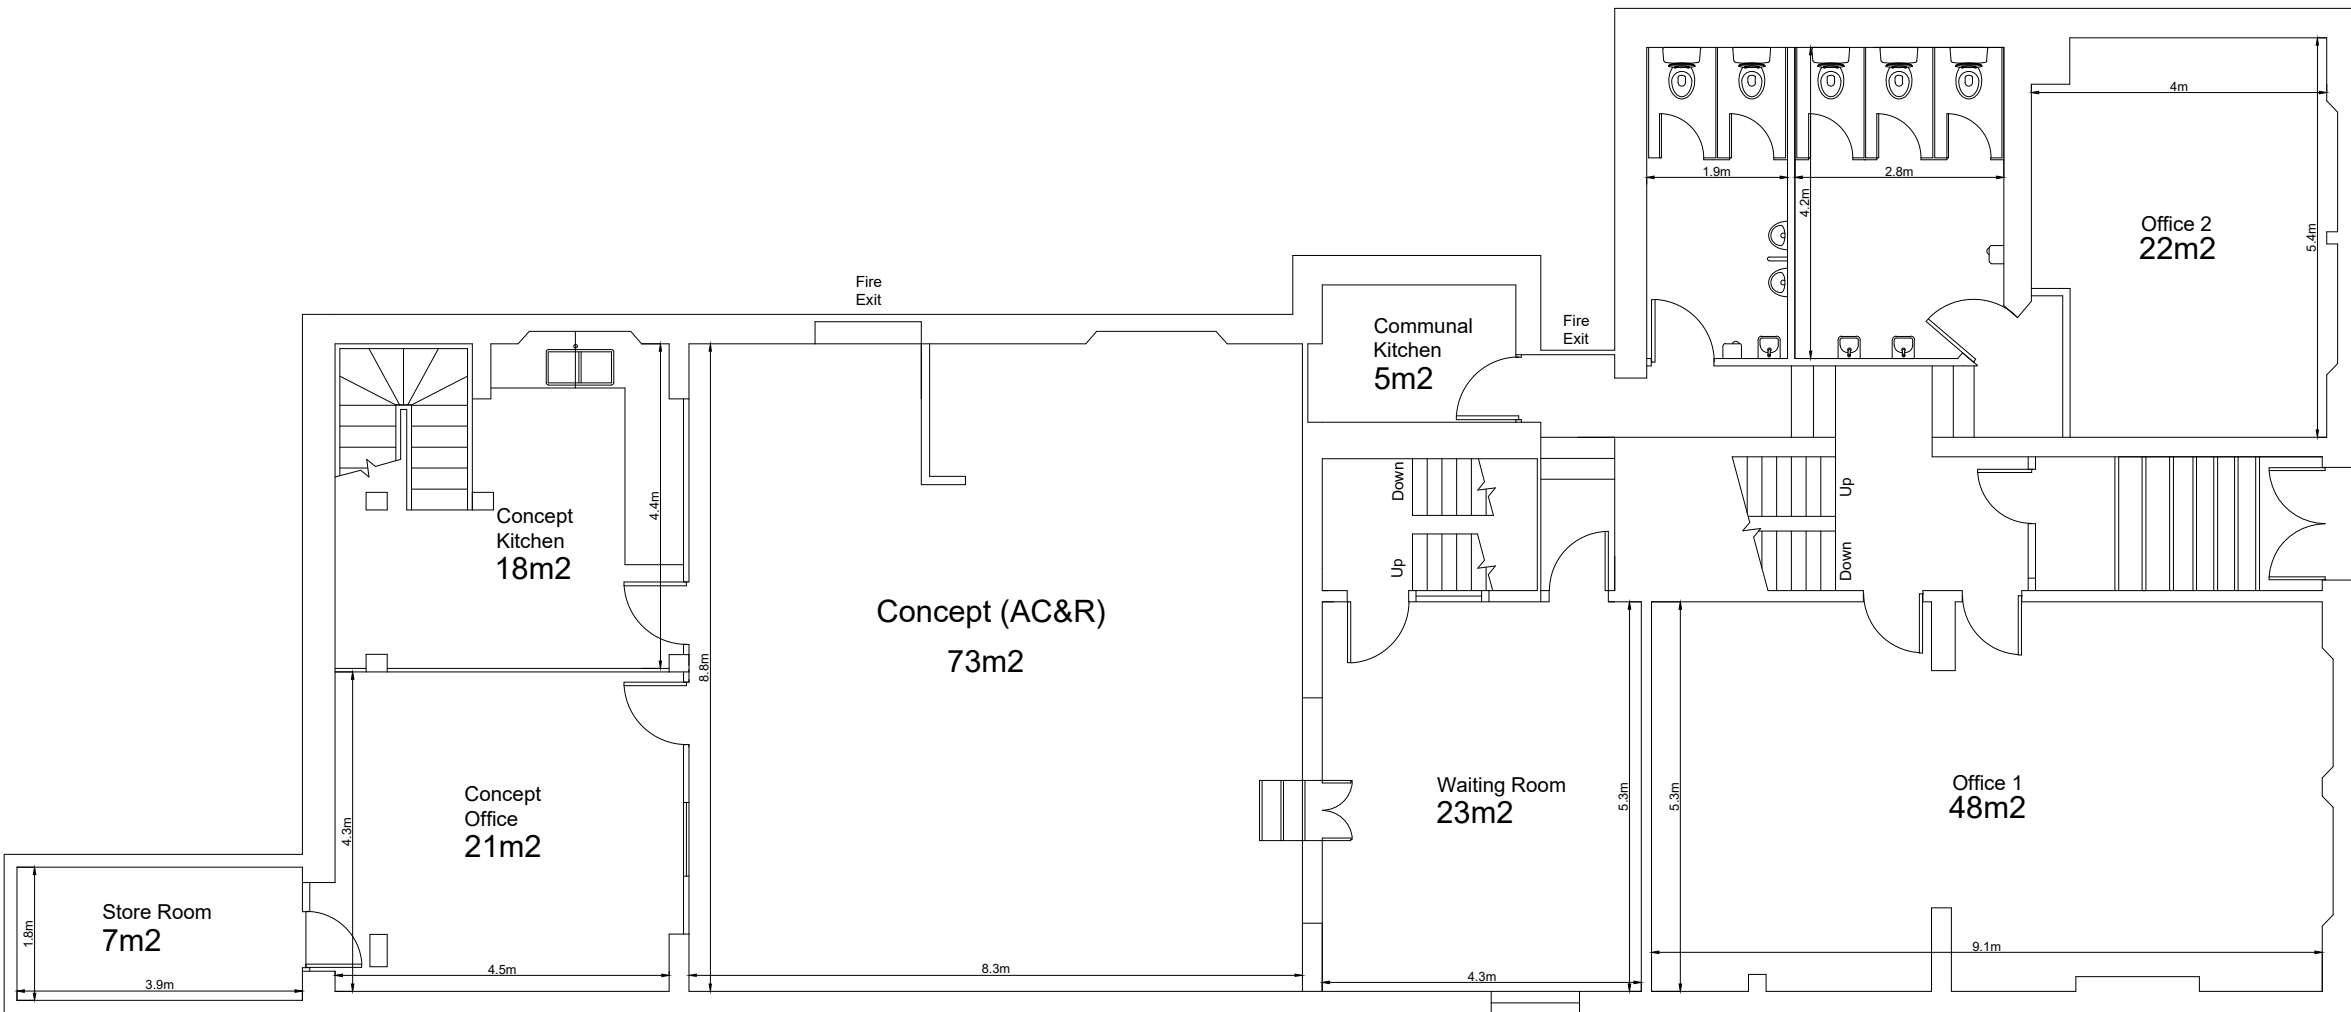 4m
1.9m
2.8m
4.2m
Office 2
22m2
5.4m
Fire
Exit
Communal
Kitchen
5m2
Fire
Exit
Concept
Kitchen
18m2
4.4m
Down
Up
Up
Down
Concept (AC&R)
73m2
8.8m
Concept
Office
21m2
4.3m
Waiting Room
23m2
5.3m
5.3m
Office 1
48m2
Store Room
7m2
1.8m
3.9m
4.5m
8.3m
4.3m
9.1m